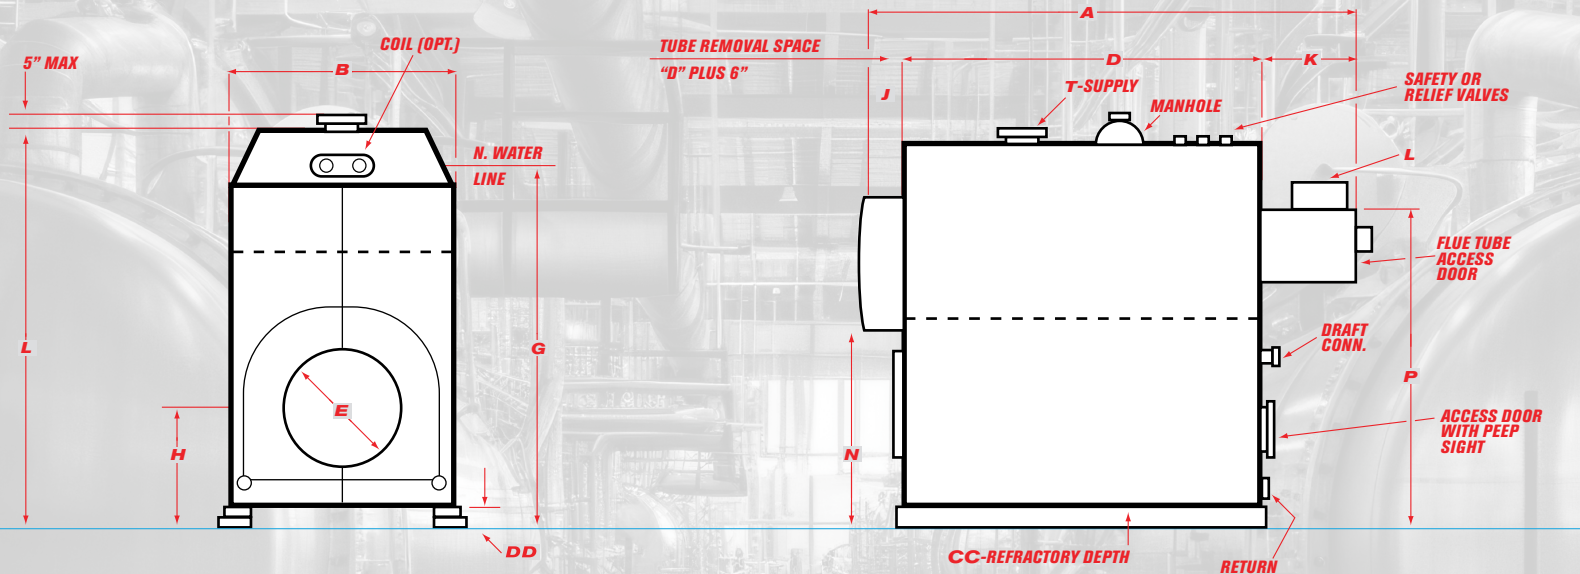 5” MAX
COIL (OPT.)
B
N. WATER
LINE
L
G
E
H
DD
A
TUBE REMOVAL SPACE
“D” PLUS 6”
D
K
J
T-SUPPLY
MANHOLE
SAFETY OR
RELIEF VALVES
L
FLUE TUBE
ACCESS
DOOR
DRAFT
CONN.
P
ACCESS DOOR
WITH PEEP
SIGHT
N
CC-REFRACTORY DEPTH
RETURN